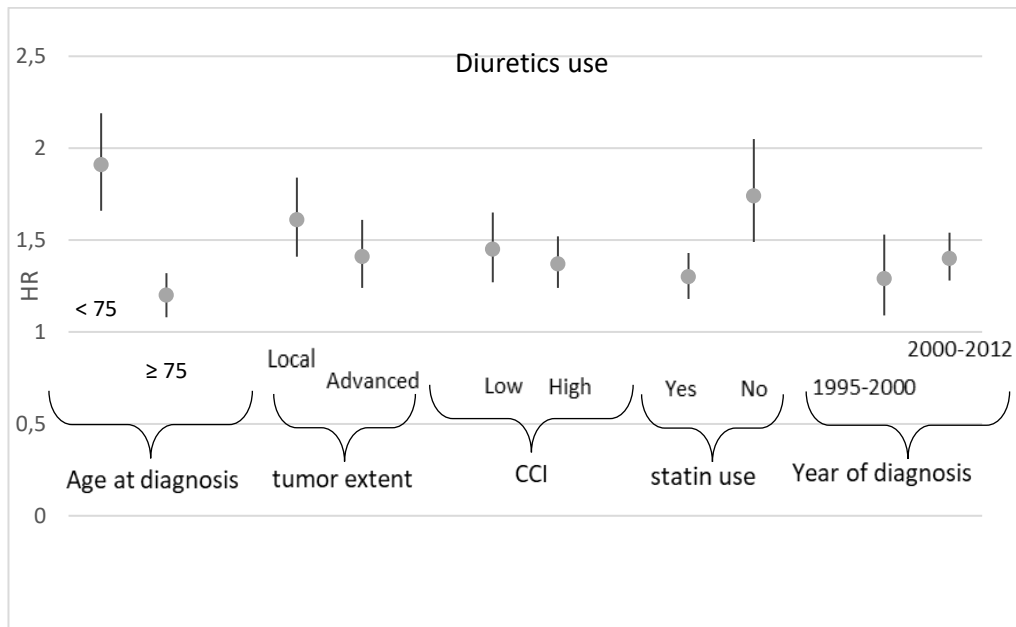 Diuretics use
2,5
2
1,5
1
0,5
0
HR
< 75
≥ 75
Local
Advanced
Low
High
Yes
No
1995-2000
2000-2012
Age at diagnosis
tumor extent
CCI
statin use
Year of diagnosis